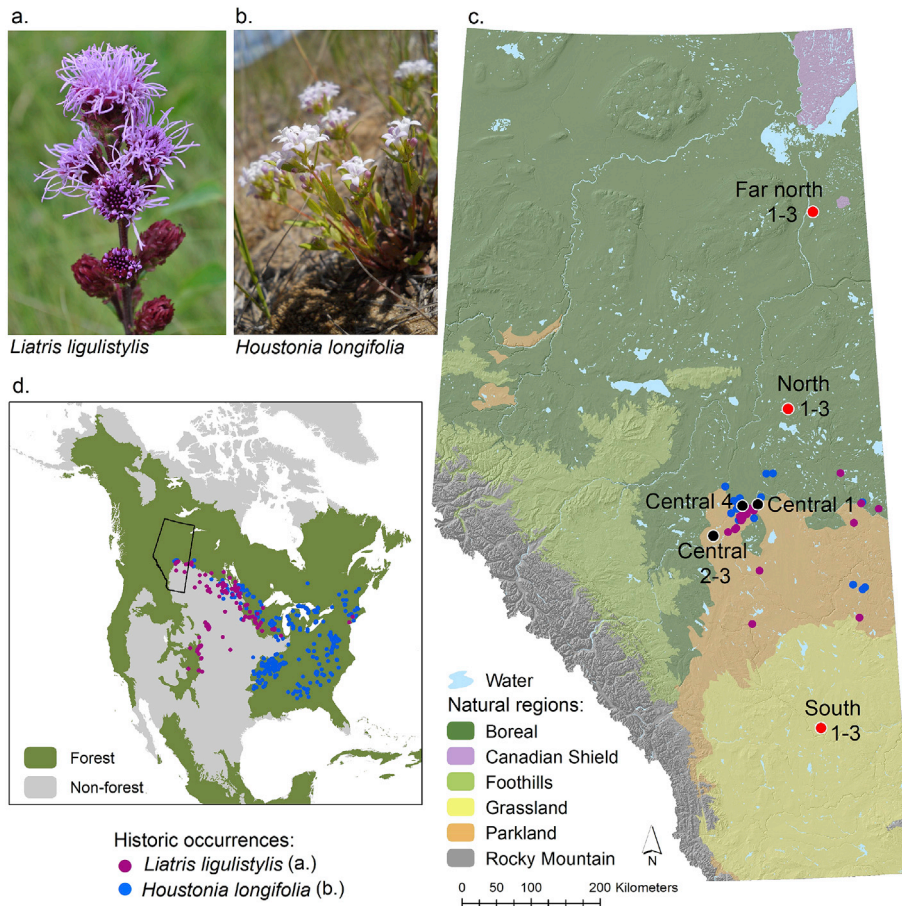 a.
b.
c.
Liatris ligulistylis
Houstonia longifolia
Far north
1-3
North
1-3
Central 4
Central 1
Central
2-3
South
1-3
Water
Natural regions:
Boreal
Canadian Shield
Foothills
Grassland
Parkland
Rocky Mountain
N
0 25 50 100 150 200 Kilometers
d.
Forest
Non-forest
Historic occurrences:
Liatris ligulistylis (a.)
Houstonia longifolia (b.)